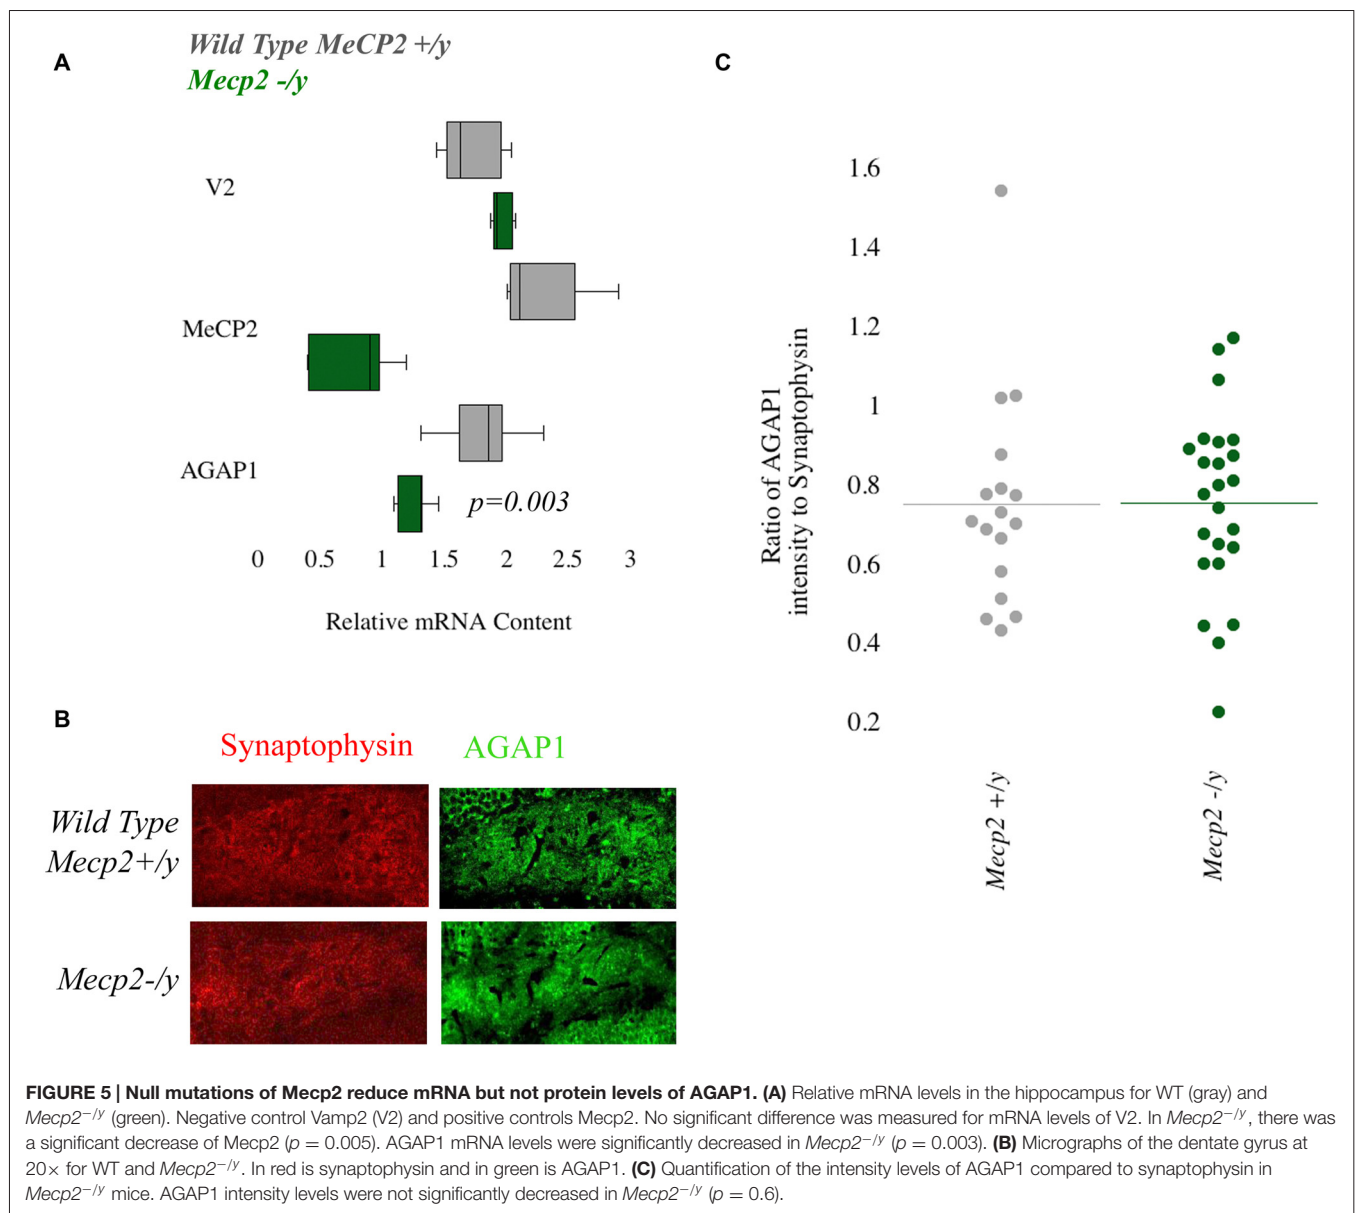 A
Wild Type MeCP2 +/y
Mecp2 -/y
V2
MeCP2
AGAP1
p=0.003
0 0.5 1 1.5 2 2.5 3
Relative mRNA Content
B
Synaptophysin AGAP1
Wild Type
Mecp2+/y
Mecp2-/y
C
1.6
1.4
1.2
1
0.8
0.6
0.4
0.2
Ratio of AGAP1
intensity to Synaptophysin
Mecp2 +/y
Mecp2 -/y
FIGURE 5 | Null mutations of Mecp2 reduce mRNA but not protein levels of AGAP1. (A) Relative mRNA levels in the hippocampus for WT (gray) and
Mecp2−/y (green). Negative control Vamp2 (V2) and positive controls Mecp2. No significant difference was measured for mRNA levels of V2. In Mecp2−/y, there was
a significant decrease of Mecp2 (p = 0.005). AGAP1 mRNA levels were significantly decreased in Mecp2−/y (p = 0.003). (B) Micrographs of the dentate gyrus at
20× for WT and Mecp2−/y. In red is synaptophysin and in green is AGAP1. (C) Quantification of the intensity levels of AGAP1 compared to synaptophysin in
Mecp2−/y mice. AGAP1 intensity levels were not significantly decreased in Mecp2−/y (p = 0.6).